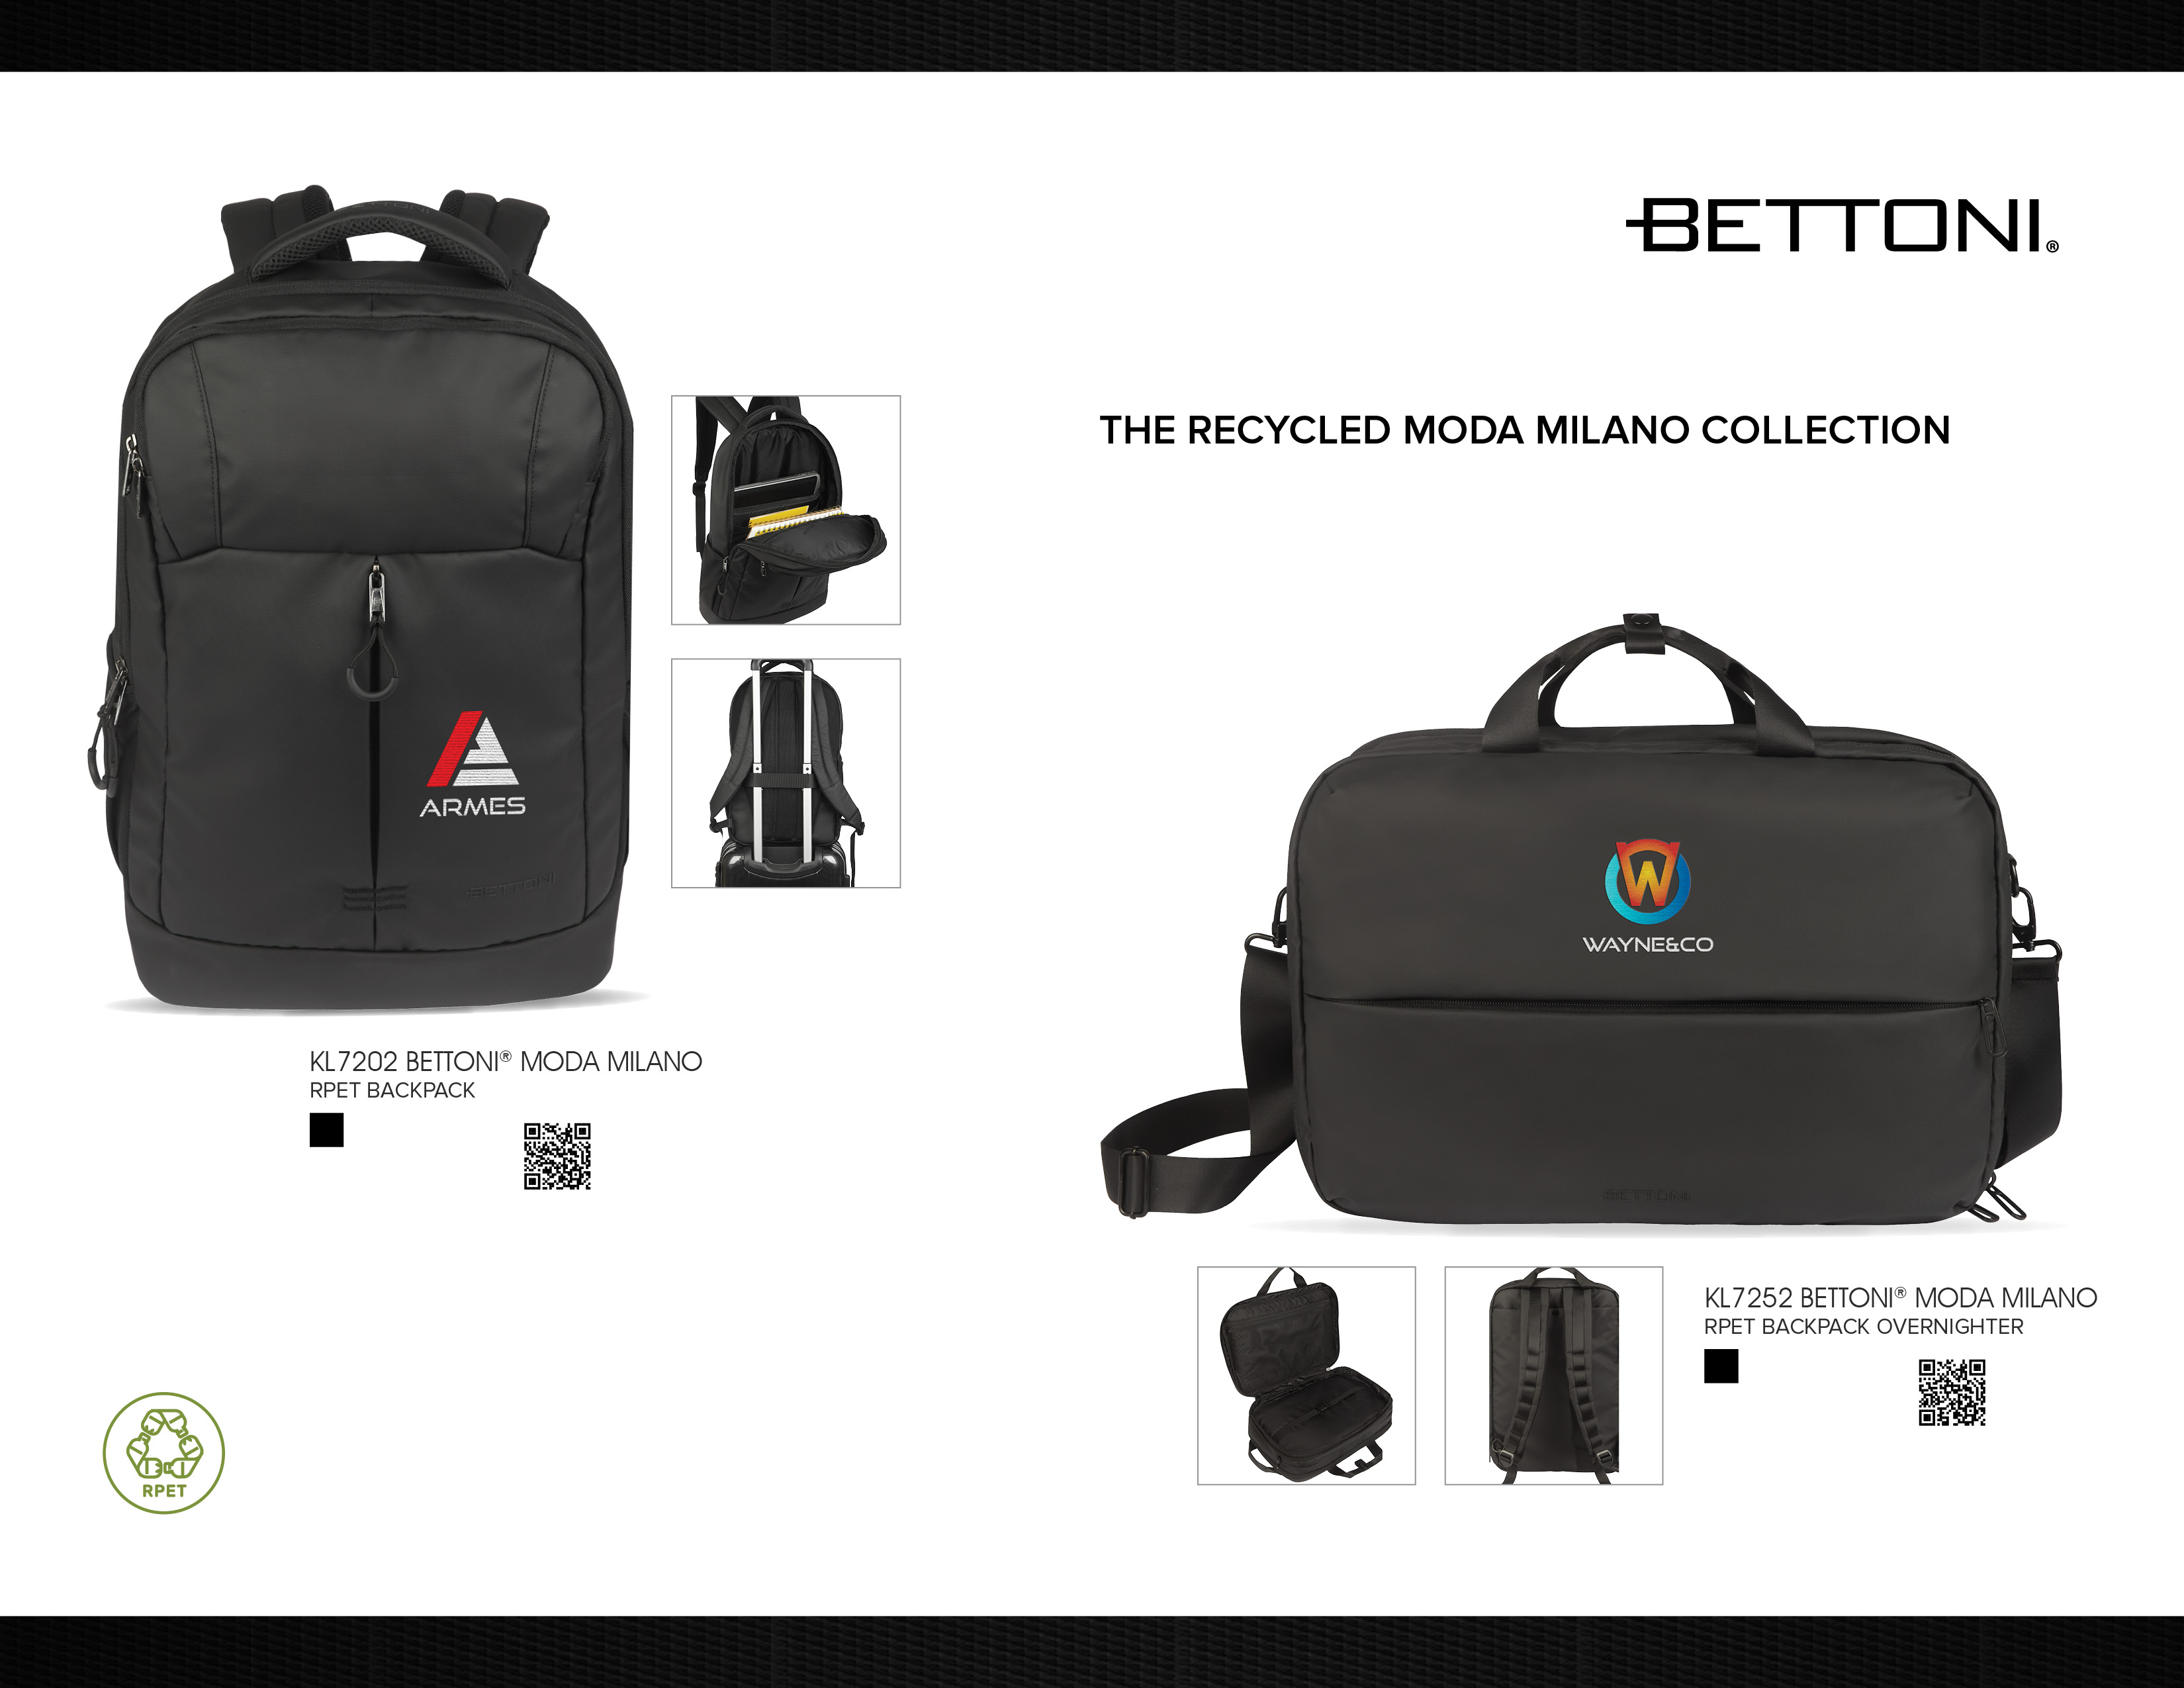 BETTONI®
THE RECYCLED MODA MILANO COLLECTION
ARMES
BETTONI
KL7202 BETTONI® MODA MILANO
RPET BACKPACK
WAYNE&CO
BETTONI
KL7252 BETTONI® MODA MILANO
RPET BACKPACK OVERNIGHTER
RPET